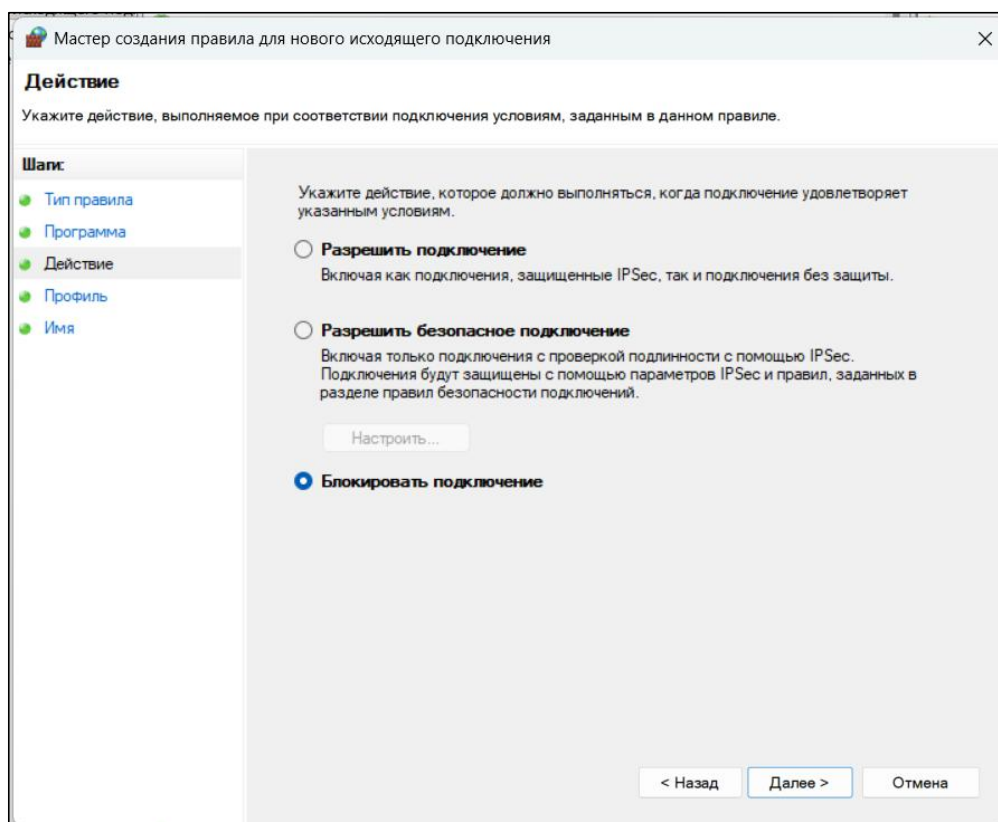 Мастер создания правила для нового исходящего подключения
Действие
Укажите действие, выполняемое при соответствии подключения условиям, заданным в данном правиле.
Шаги:
Тип правила
Программа
Действие
Профиль
Имя
Укажите действие, которое должно выполняться, когда подключение удовлетворяет
указанным условиям.
Разрешить подключение
Включая как подключения, защищенные IPSec, так и подключения без защиты.
Разрешить безопасное подключение
Включая только подключения с проверкой подлинности с помощью IPSec.
Подключения будут защищены с помощью параметров IPSec и правил, заданных в
разделе правил безопасности подключений.
Настроить...
Блокировать подключение
< Назад
Далее >
Отмена